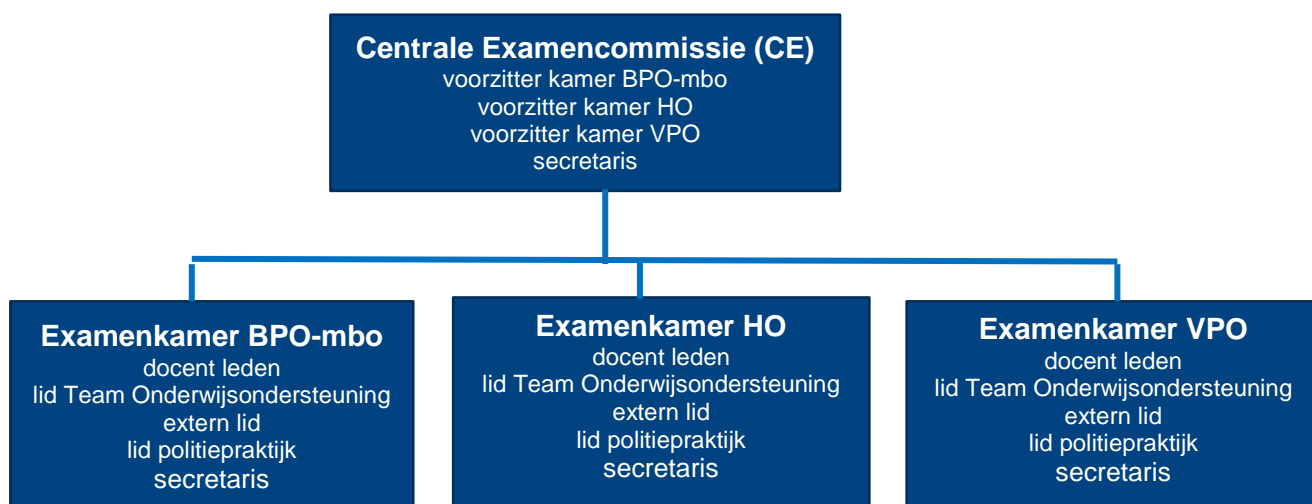 Centrale Examencommissie (CE)
voorzitter kamer BPO-mbo
voorzitter kamer HO
voorzitter kamer VPO
secretaris
Examenkamer BPO-mbo
docent leden
lid Team Onderwijsondersteuning
extern lid
lid politiepraktijk
secretaris
Examenkamer HO
docent leden
lid Team Onderwijsondersteuning
extern lid
lid politiepraktijk
secretaris
Examenkamer VPO
docent leden
lid Team Onderwijsondersteuning
extern lid
lid politiepraktijk
secretaris